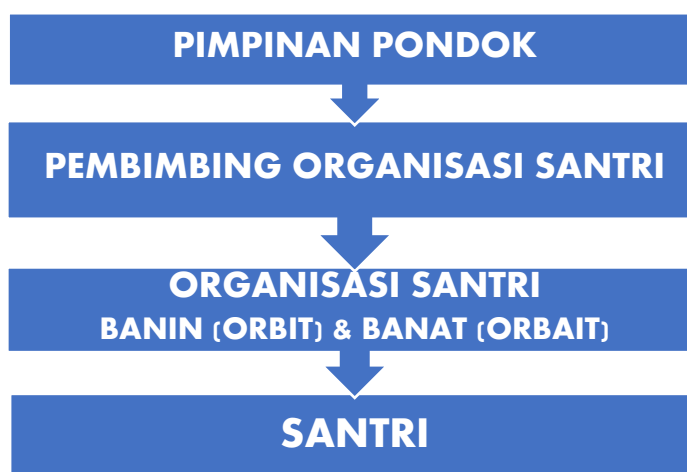 PIMPINAN PONDOK
PEMBIMBING ORGANISASI SANTRI
ORGANISASI SANTRI
BANIN (ORBIT) & BANAT (ORBAIT)
SANTRI